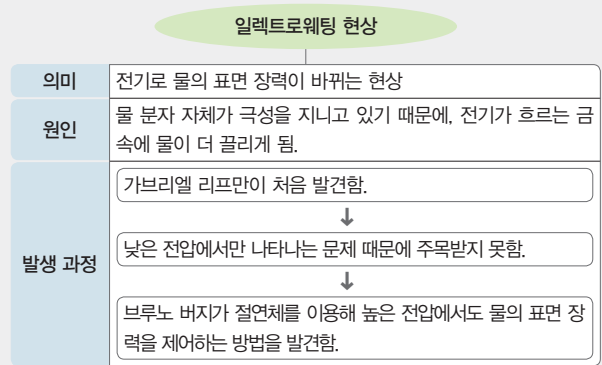 일렉트로웨팅 현상
의미
전기로 물의 표면 장력이 바뀌는 현상
원인
물 분자 자체가 극성을 지니고 있기 때문에, 전기가 흐르는 금
속에 물이 더 끌리게 됨.
발생 과정
가브리엘 리프만이 처음 발견함.
↓
낮은 전압에서만 나타나는 문제 때문에 주목받지 못함.
↓
브루노 버지가 절연체를 이용해 높은 전압에서도 물의 표면 장
력을 제어하는 방법을 발견함.